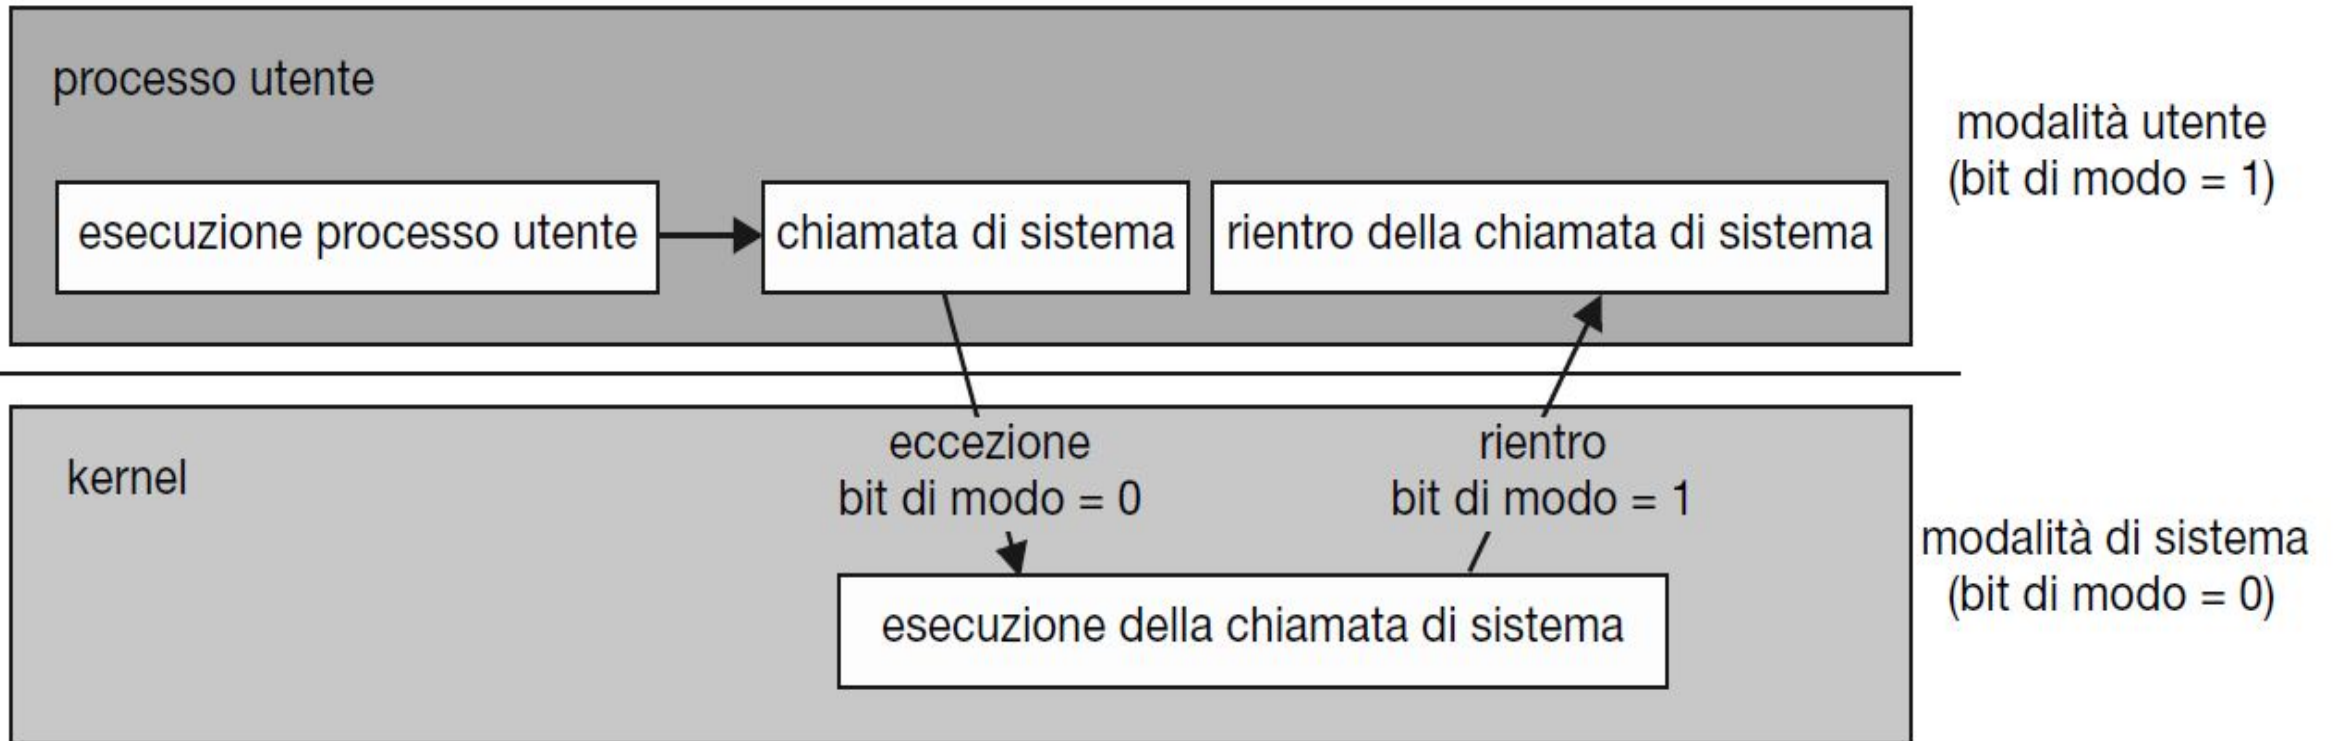 processo utente
modalità utente
(bit di modo = 1)
esecuzione processo utente
chiamata di sistema
rientro della chiamata di sistema
kernel
eccezione
bit di modo = 0
rientro
bit di modo = 1
modalità di sistema
(bit di modo = 0)
esecuzione della chiamata di sistema